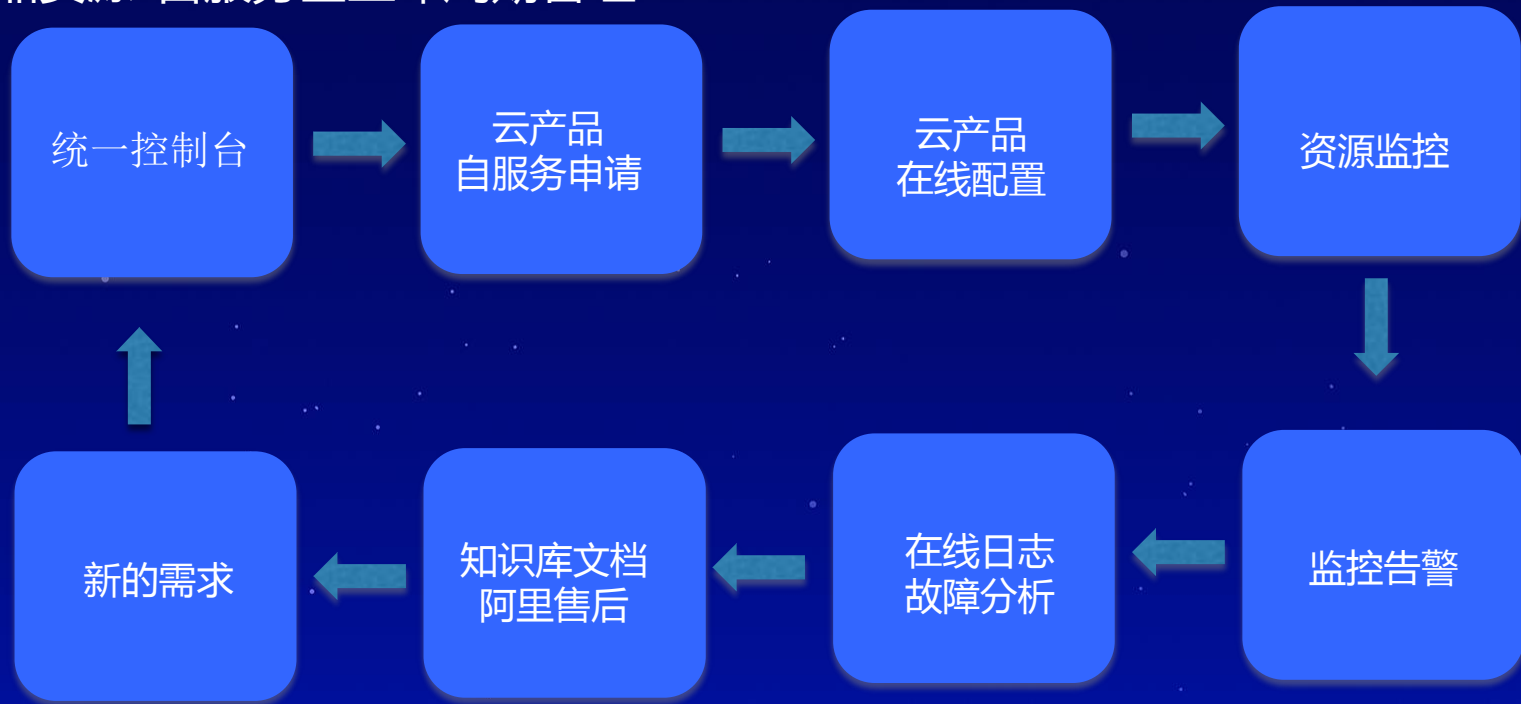 统一控制台
云产品
自服务申请
云产品
在线配置
资源监控
监控告警
在线日志
故障分析
知识库文档
阿里售后
新的需求